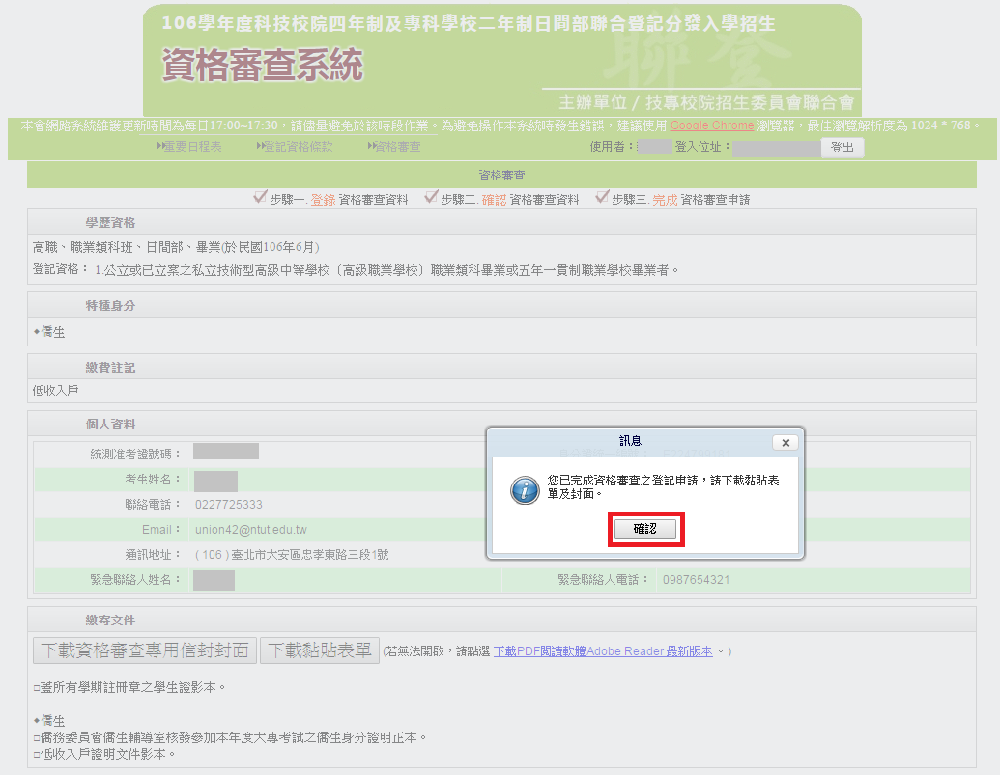 106學年度科技校院四年制及專科學校二年制日間部聯合登記分發入學招生
聯登
資格審查系統
主辦單位 / 技專校院招生委員會聯合會
本會網路系統維護更新時間為每日17:00~17:30，請儘量避免於該時段作業。為避免操作本系統時發生錯誤，建議使用 Google Chrome 瀏覽器，最佳瀏覽解析度為 1024 * 768。
重要日程表 登記資格條款 資格審查 使用者： 登入位址： 登出
資格審查
步驟一. 登錄 資格審查資料 步驟二. 確認 資格審查資料 步驟三. 完成 資格審查申請
學歷資格
高職、職業類科班、日間部、畢業(於民國106年6月)
登記資格： 1.公立或已立案之私立技術型高級中等學校〔高級職業學校〕職業類科畢業或五年一貫制職業學校畢業者。
特種身分
◆僑生
繳費註記
低收入戶
個人資料
統測准考證號碼：
考生姓名：
聯絡電話： 0227725333
Email： union42@ntut.edu.tw
通訊地址： ( 106 ) 臺北市大安區忠孝東路三段1號
緊急聯絡人姓名： 緊急聯絡人電話： 0987654321
訊息
您已完成資格審查之登記申請，請下載黏貼表
單及封面。
確認
繳寄文件
下載資格審查專用信封封面 下載黏貼表單 (若無法開啟，請點選 下載PDF閱讀軟體Adobe Reader 最新版本 。)
□蓋所有學期註冊章之學生證影本。
◆僑生
□僑務委員會僑生輔導室核發參加本年度大專考試之僑生身分證明正本。
□低收入戶證明文件影本。